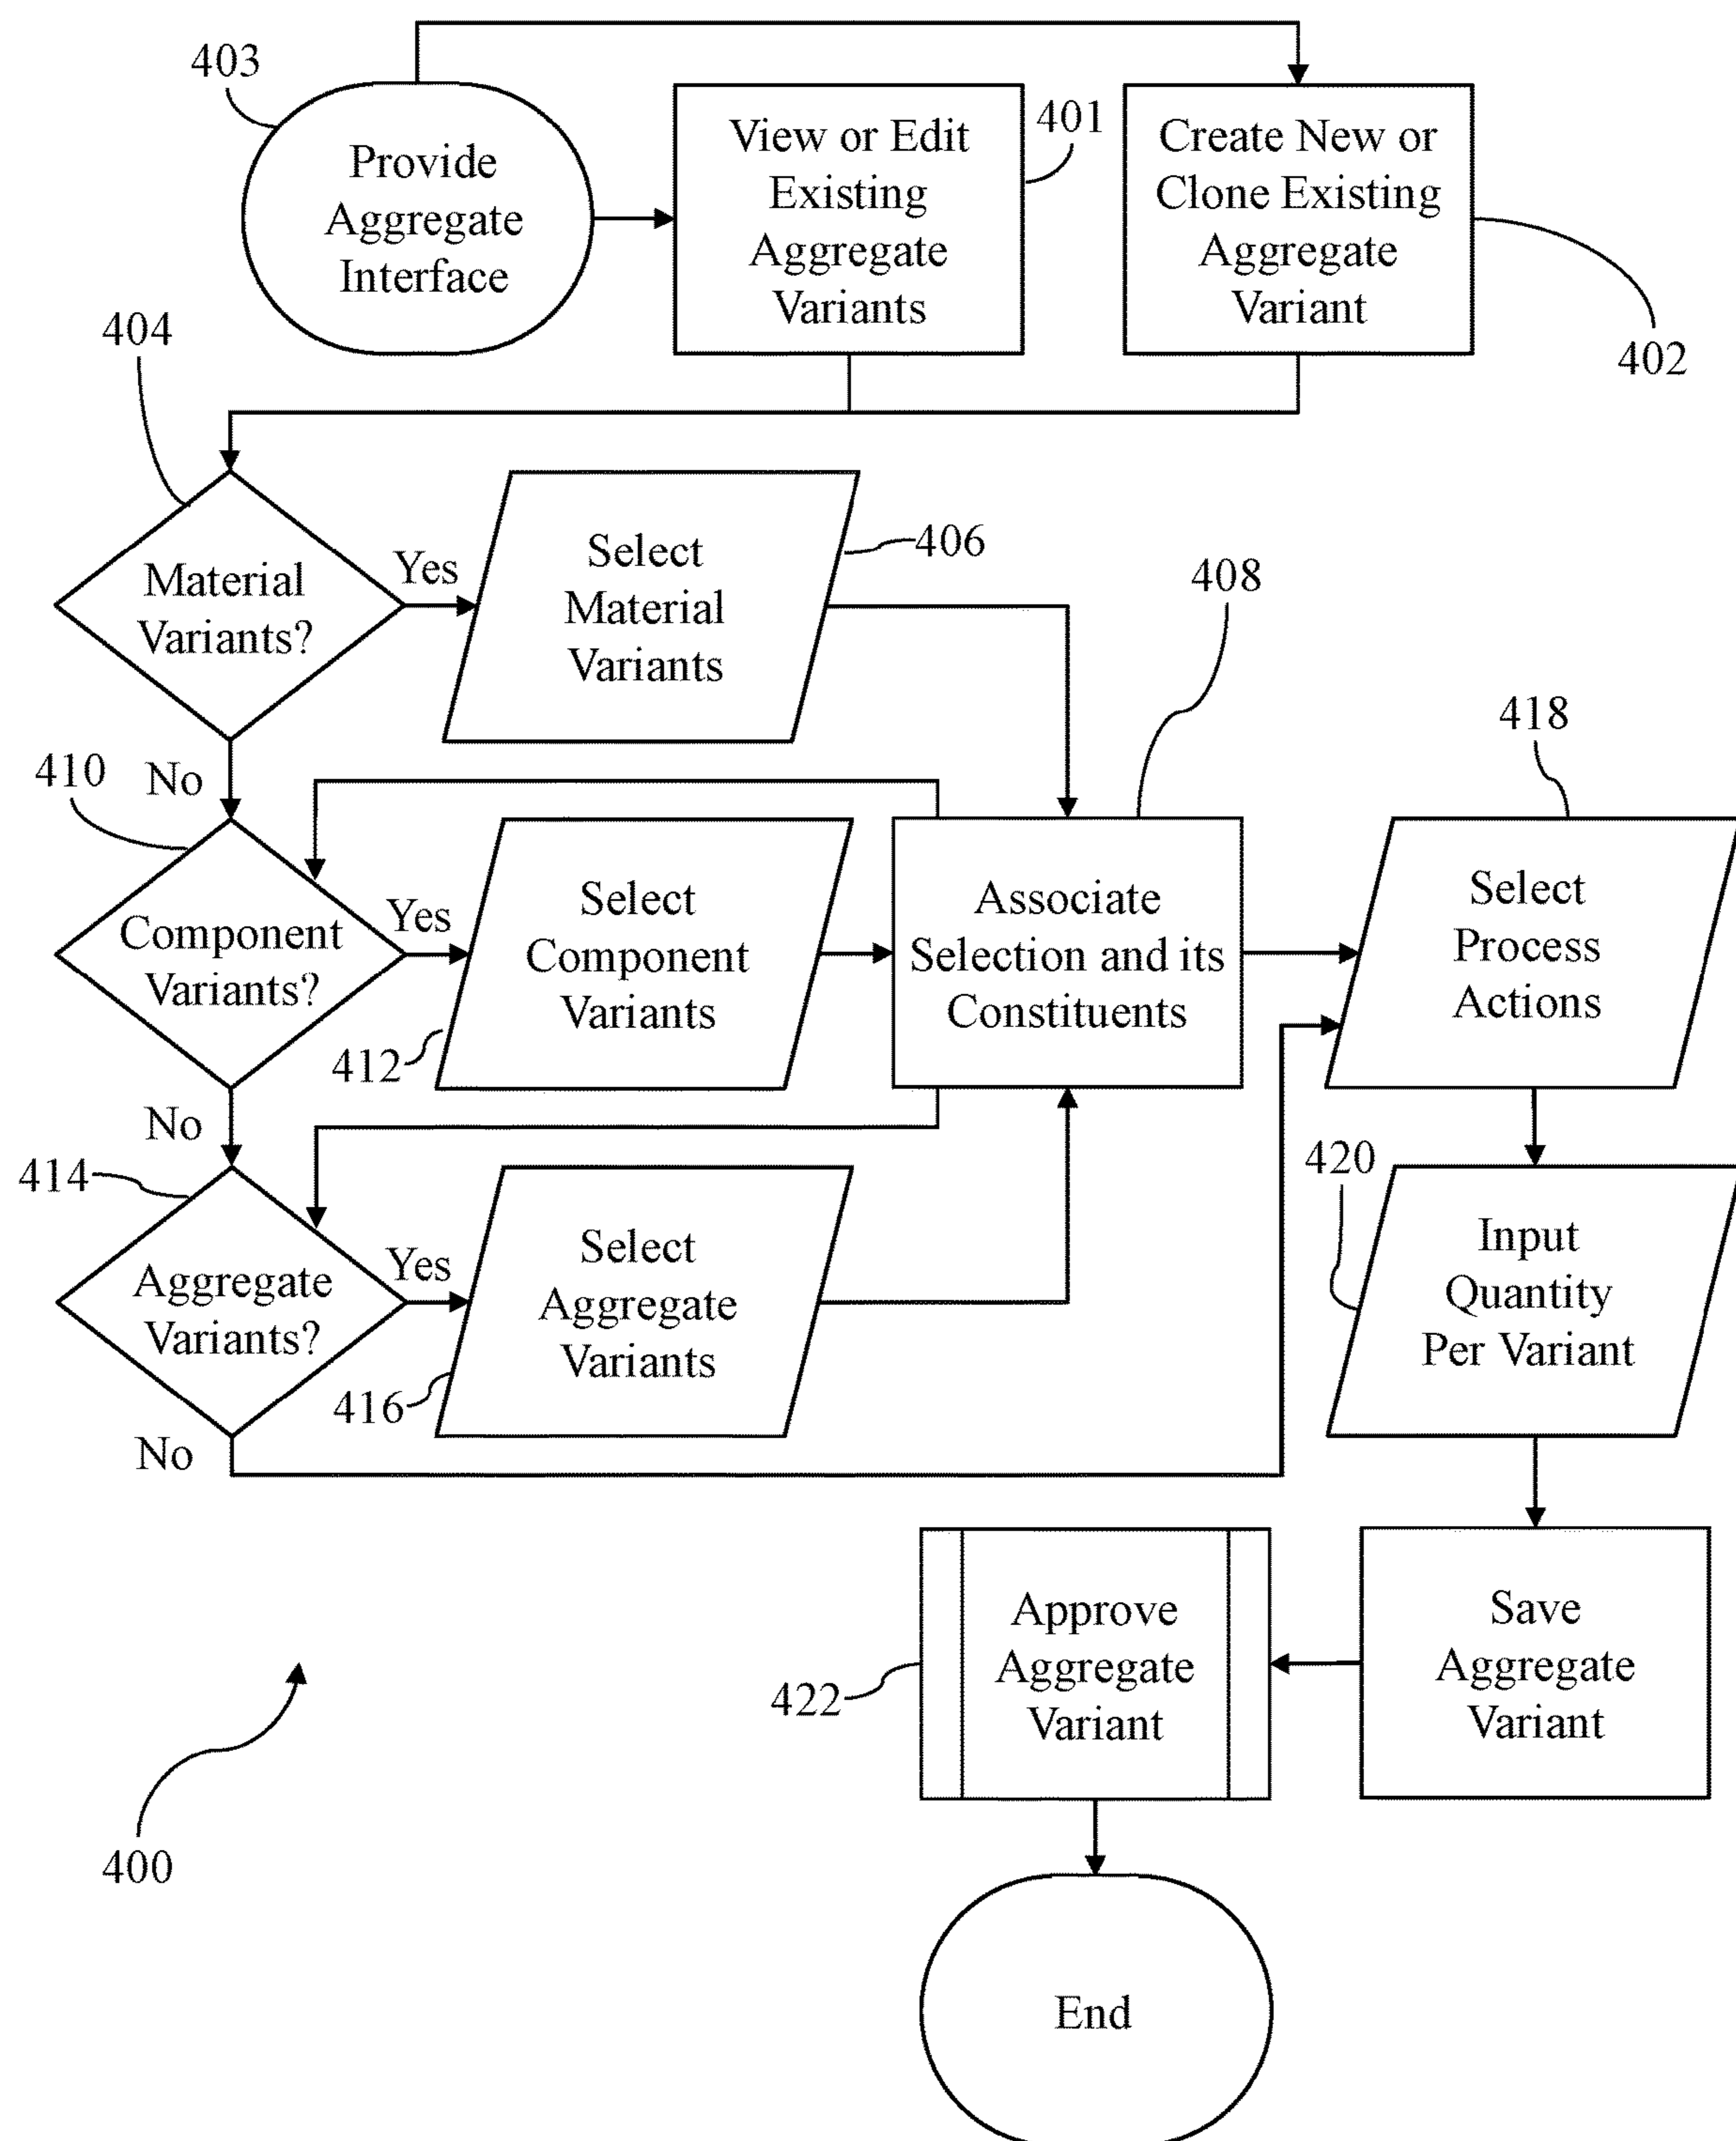 403
Provide
Aggregate
Interface
View or Edit
Existing
Aggregate
Variants
401
Create New or
Clone Existing
Aggregate
Variant
402
404
Material
Variants?
Yes
Select
Material
Variants
406
408
No
410
Component
Variants?
Yes
Select
Component
Variants
412
Associate
Selection and its
Constituents
418
Select
Process
Actions
No
414
Aggregate
Variants?
Yes
Select
Aggregate
Variants
416
No
420
Input
Quantity
Per Variant
Save
Aggregate
Variant
Approve
Aggregate
Variant
422
400
End